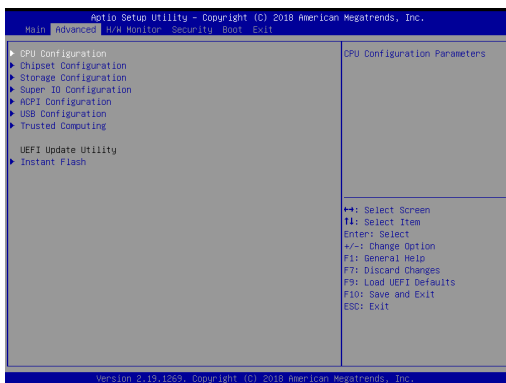 Aptio Setup Utility - Copyright (C) 2018 American Megatrends, Inc.
Main Advanced H/W Monitor Security Boot Exit
CPU Configuration
Chipset Configuration
Storage Configuration
Super IO Configuration
ACPI Configuration
USB Configuration
Trusted Computing
UEFI Update Utility
Instant Flash
CPU Configuration Parameters
↔: Select Screen
↑↓: Select Item
Enter: Select
+/-: Change Option
F1: General Help
F7: Discard Changes
F9: Load UEFI Defaults
F10: Save and Exit
ESC: Exit
Version 2.19.1269. Copyright (C) 2018 American Megatrends, Inc.